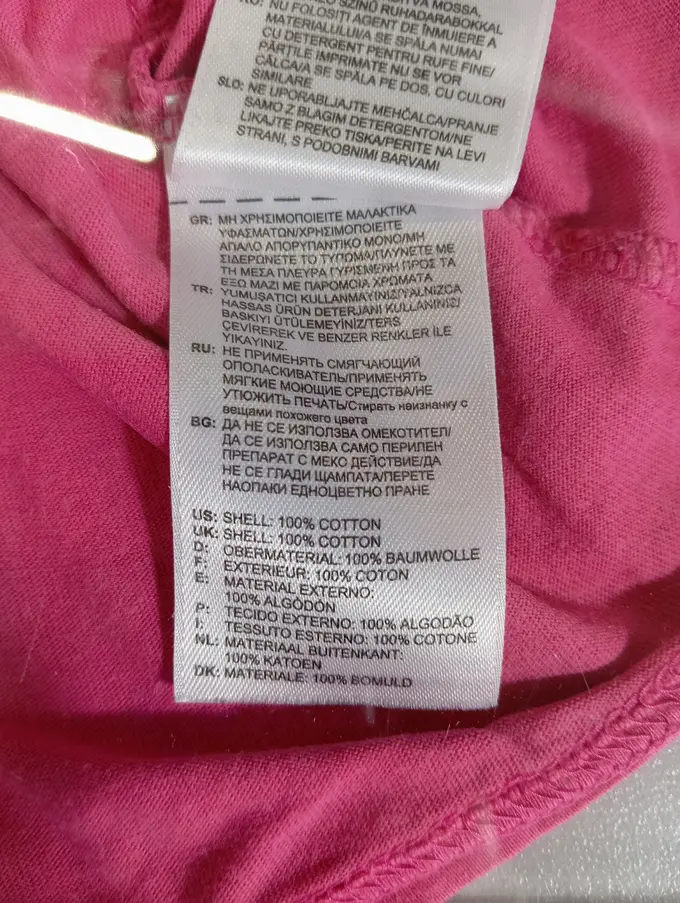 MOSSA,
SZÍNŰ RUHADARABOKKAL
NU FOLOSITI AGENT DE ÎNMUIERE A
MATERIALULUI/A SE SPĂLA NUMAI
CU DETERGENT PENTRU RUFE FINE/
PĂRŢILE IMPRIMATE NU SE VOR
CĂLCA/A SE SPĂLA PE DOS, CU CULORI
SIMILARE
SLO: NE UPORABLJAJTE MEHČALCA/PRANJE
SAMO Z BLAGIM DETERGENTOM/NE
LIKAJTE PREKO TISKA/PERITE NA LEVI
STRANI, S PODOBNIMI BARVAMI
GR: ΜΗ ΧΡΗΣΙΜΟΠΟΙΕΙΤΕ ΜΑΛΑΚΤΙΚΑ
ΥΦΑΣΜΑΤΩΝ/ΧΡΗΣΙΜΟΠΟΙΕΙΤΕ
ΑΠΑΛΟ ΑΠΟΡΥΠΑΝΤΙΚΟ ΜΟΝΟ/ΜΗ
ΣΙΔΕΡΩΝΕΤΕ ΤΟ ΤΥΠΩΜΑ/ΠΛΥΝΕΤΕ ΜΕ
ΤΗ ΜΕΣΑ ΠΛΕΥΡΑ ΓΥΡΙΣΜΕΝΗ ΠΡΟΣ ΤΑ
ΕΞΩ ΜΑΖΙ ΜΕ ΠΑΡΟΜΟΙΑ ΧΡΩΜΑΤΑ
TR: YUMUŞATICI KULLANMAYINIZ/YALNIZCA
HASSAS ÜRÜN DETERJANI KULLANINIZ/
BASKIYI ÜTÜLEMEYİNİZ/TERS
ÇEVİREREK VE BENZER RENKLER İLE
YIKAYINIZ.
RU: НЕ ПРИМЕНЯТЬ СМЯГЧАЮЩИЙ
ОПОЛАСКИВАТЕЛЬ/ПРИМЕНЯТЬ
МЯГКИЕ МОЮЩИЕ СРЕДСТВА/НЕ
УТЮЖИТЬ ПЕЧАТЬ/Стирать наизнанку с
вещами похожего цвета
BG: ДА НЕ СЕ ИЗПОЛЗВА ОМЕКОТИТЕЛ/
ДА СЕ ИЗПОЛЗВА САМО ПЕРИЛЕН
ПРЕПАРАТ С МЕКО ДЕЙСТВИЕ/ДА
НЕ СЕ ГЛАДИ ЩАМПАТА/ПЕРЕТЕ
НАОПАКИ ЕДНОЦВЕТНО ПРАНЕ
US: SHELL: 100% COTTON
UK: SHELL: 100% COTTON
D: OBERMATERIAL: 100% BAUMWOLLE
F: EXTERIEUR: 100% COTON
E: MATERIAL EXTERNO:
100% ALGODÓN
P: TECIDO EXTERNO: 100% ALGODÃO
I: TESSUTO ESTERNO: 100% COTONE
NL: MATERIAAL BUITENKANT:
100% KATOEN
DK: MATERIALE: 100% BOMULD